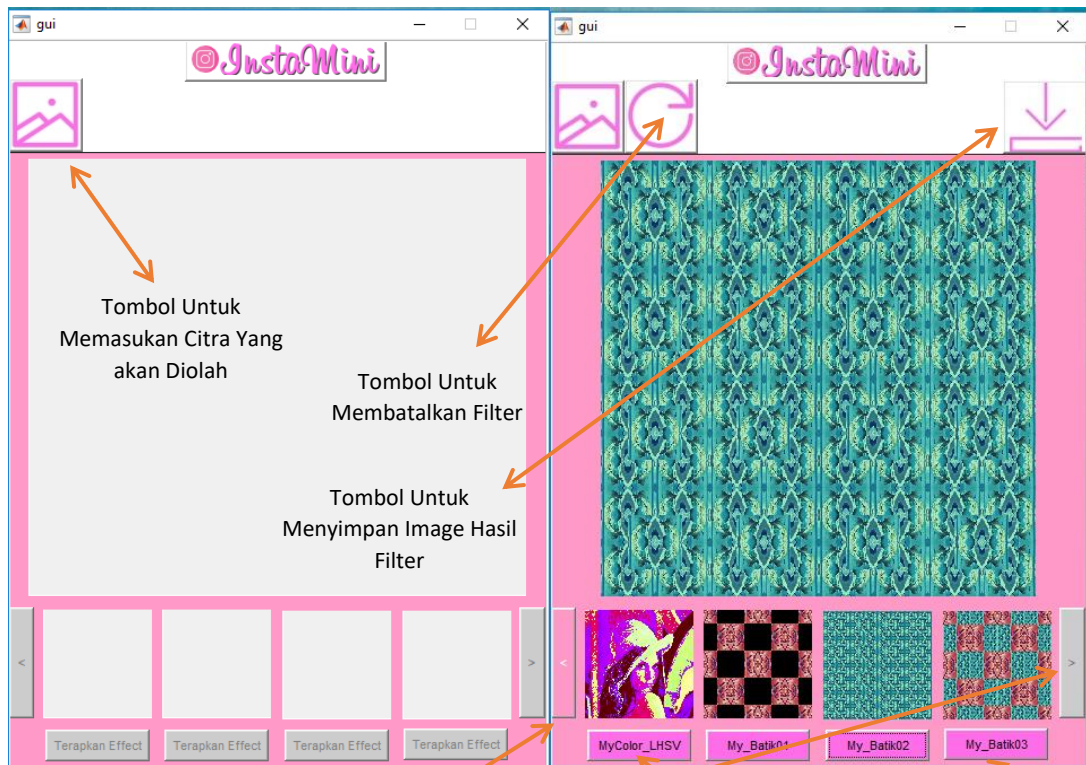 gui
InstaMini
Tombol Untuk
Memasukan Citra Yang
akan Diolah
Tombol Untuk
Membatalkan Filter
Tombol Untuk
Menyimpan Image Hasil
Filter
<
>
Terapkan Effect
Terapkan Effect
Terapkan Effect
Terapkan Effect
gui
InstaMini
<
>
MyColor_LHSV
My_Batik01
My_Batik02
My_Batik03